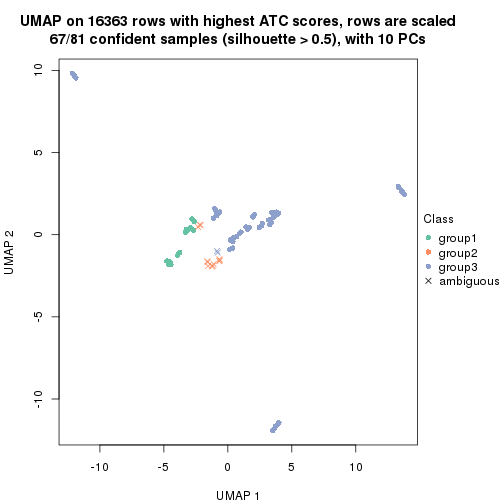 UMAP on 16363 rows with highest ATC scores, rows are scaled
67/81 confident samples (silhouette > 0.5), with 10 PCs
10
5
0
-5
-10
UMAP 2
-10
-5
0
5
10
UMAP 1
Class
group1
group2
group3
ambiguous